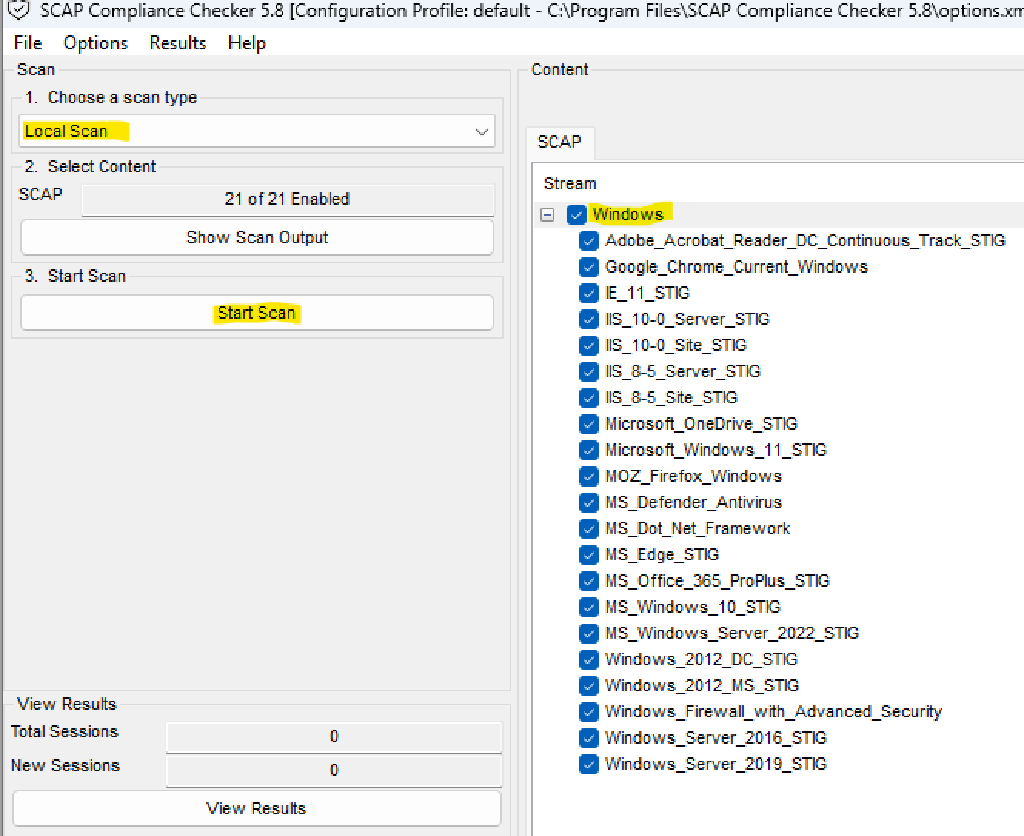 SCAP Compliance Checker 5.8 [Configuration Profile: default - C:\Program Files\SCAP Compliance Checker 5.8\options.xm
File Options Results Help
Scan
1. Choose a scan type
Local Scan
2. Select Content
SCAP 21 of 21 Enabled
Show Scan Output
3. Start Scan
Start Scan
View Results
Total Sessions 0
New Sessions 0
View Results
Content
SCAP
Stream
Windows
Adobe_Acrobat_Reader_DC_Continuous_Track_STIG
Google_Chrome_Current_Windows
IE_11_STIG
IIS_10-0_Server_STIG
IIS_10-0_Site_STIG
IIS_8-5_Server_STIG
IIS_8-5_Site_STIG
Microsoft_OneDrive_STIG
Microsoft_Windows_11_STIG
MOZ_Firefox_Windows
MS_Defender_Antivirus
MS_Dot_Net_Framework
MS_Edge_STIG
MS_Office_365_ProPlus_STIG
MS_Windows_10_STIG
MS_Windows_Server_2022_STIG
Windows_2012_DC_STIG
Windows_2012_MS_STIG
Windows_Firewall_with_Advanced_Security
Windows_Server_2016_STIG
Windows_Server_2019_STIG